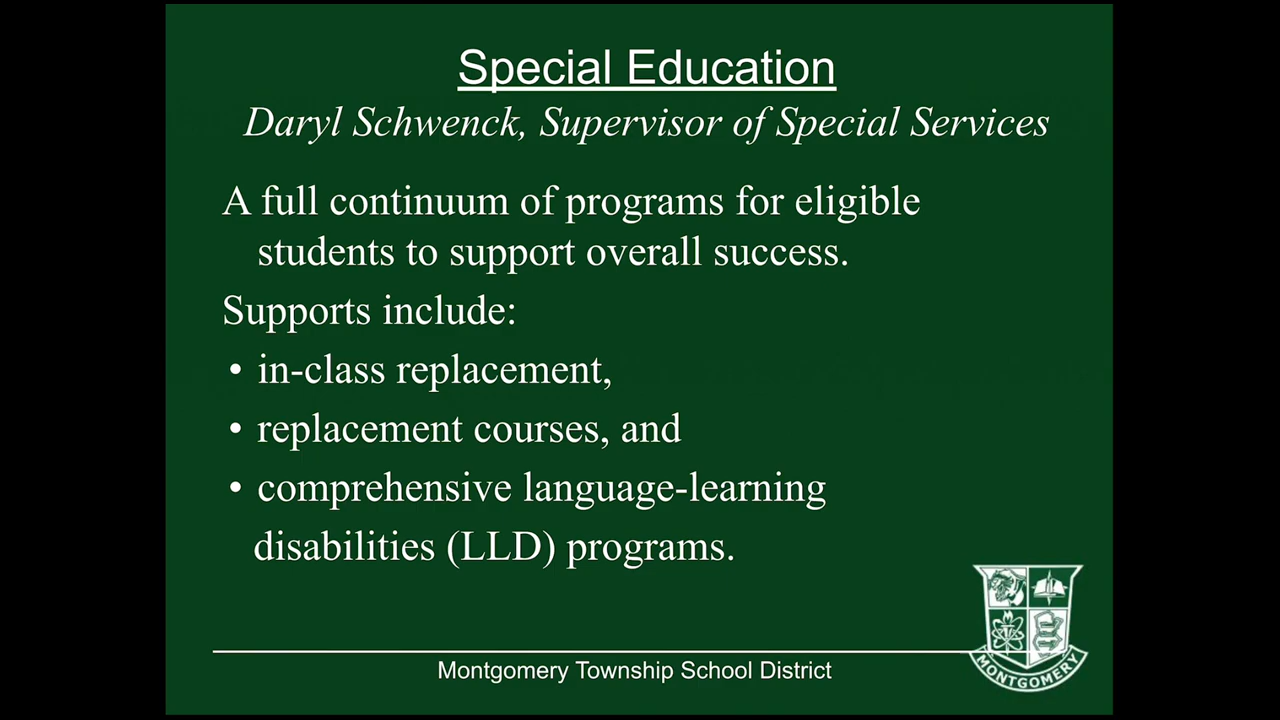 Special Education
Daryl Schwenck, Supervisor of Special Services
A full continuum of programs for eligible
students to support overall success.
Supports include:
• in-class replacement,
• replacement courses, and
• comprehensive language-learning
disabilities (LLD) programs.
MONTGOMERY
Montgomery Township School District